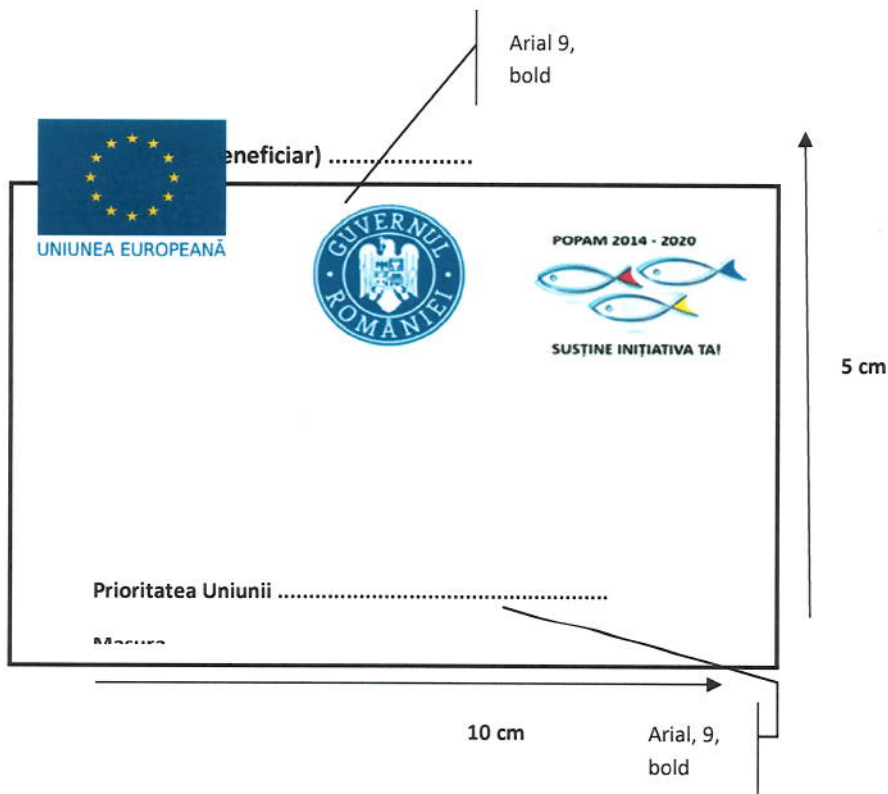 Arial 9,
bold
eneficiar) .......................
UNIUNEA EUROPEANĂ
GUVERNUL ROMÂNIEI
POPAM 2014 - 2020
SUSȚINE INIȚIATIVA TA!
5 cm
Prioritatea Uniunii ......................................................
10 cm
Arial, 9,
bold